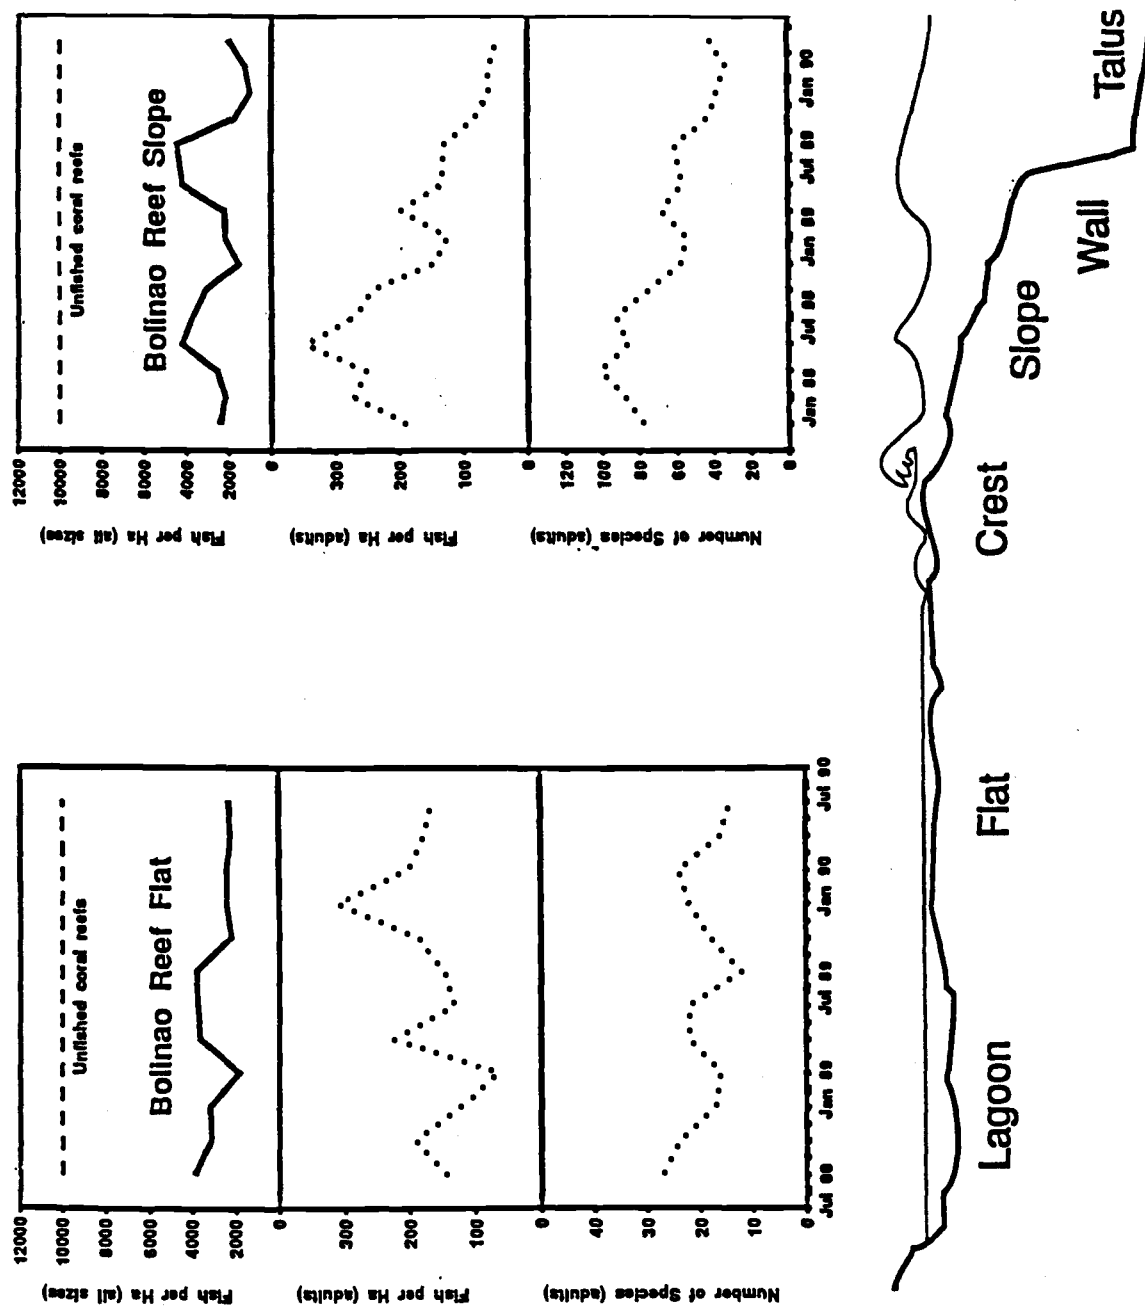 Fish per Ha (all sizes)
12000
10000
8000
6000
4000
2000
0
Unfished coral reefs
Bolinao Reef Flat
Fish per Ha (adults)
300
200
100
0
Number of Species (adults)
40
30
20
10
0
Jul 88
Jan 89
Jul 89
Jan 90
Jul 90
Fish per Ha (all sizes)
12000
10000
8000
6000
4000
2000
0
Unfished coral reefs
Bolinao Reef Slope
Fish per Ha (adults)
300
200
100
0
Number of Species (adults)
120
100
80
60
40
20
0
Jan 88
Jul 88
Jan 89
Jul 89
Jan 90
Lagoon
Flat
Crest
Slope
Wall
Talus